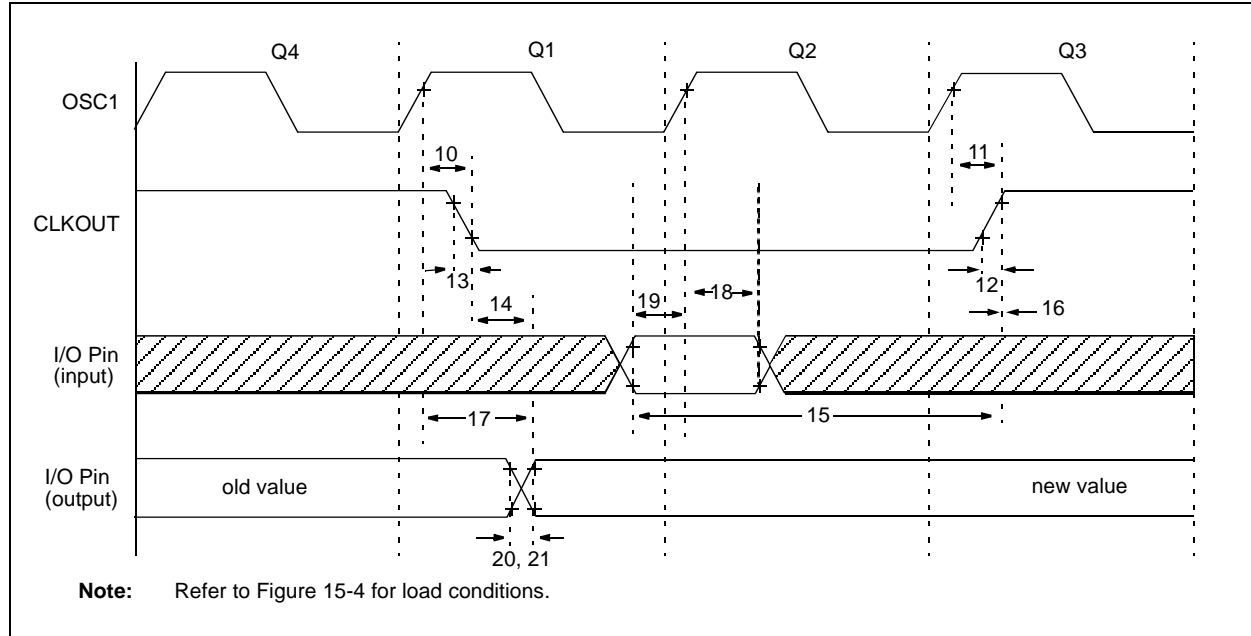 Q4 Q1 Q2 Q3
OSC1
10 11
CLKOUT
13 12
14 19 18 16
I/O Pin
(input)
17 15
I/O Pin
(output)
old value new value
20, 21
Note: Refer to Figure 15-4 for load conditions.